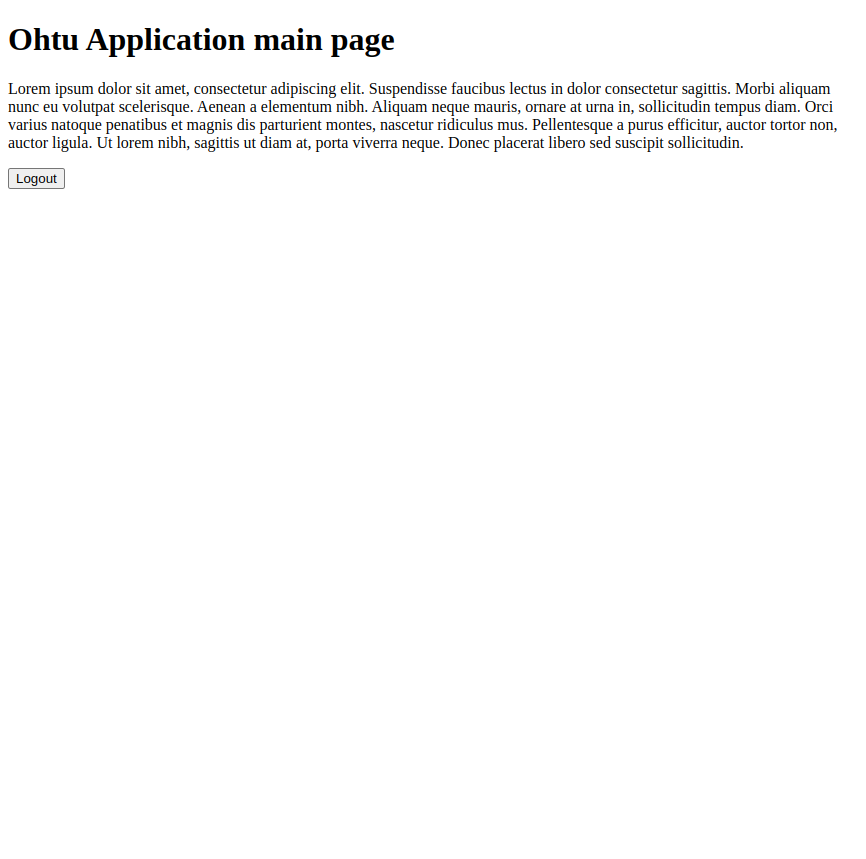 Ohtu Application main page
Lorem ipsum dolor sit amet, consectetur adipiscing elit. Suspendisse faucibus lectus in dolor consectetur sagittis. Morbi aliquam
nunc eu volutpat scelerisque. Aenean a elementum nibh. Aliquam neque mauris, ornare at urna in, sollicitudin tempus diam. Orci
varius natoque penatibus et magnis dis parturient montes, nascetur ridiculus mus. Pellentesque a purus efficitur, auctor tortor non,
auctor ligula. Ut lorem nibh, sagittis ut diam at, porta viverra neque. Donec placerat libero sed suscipit sollicitudin.
Logout